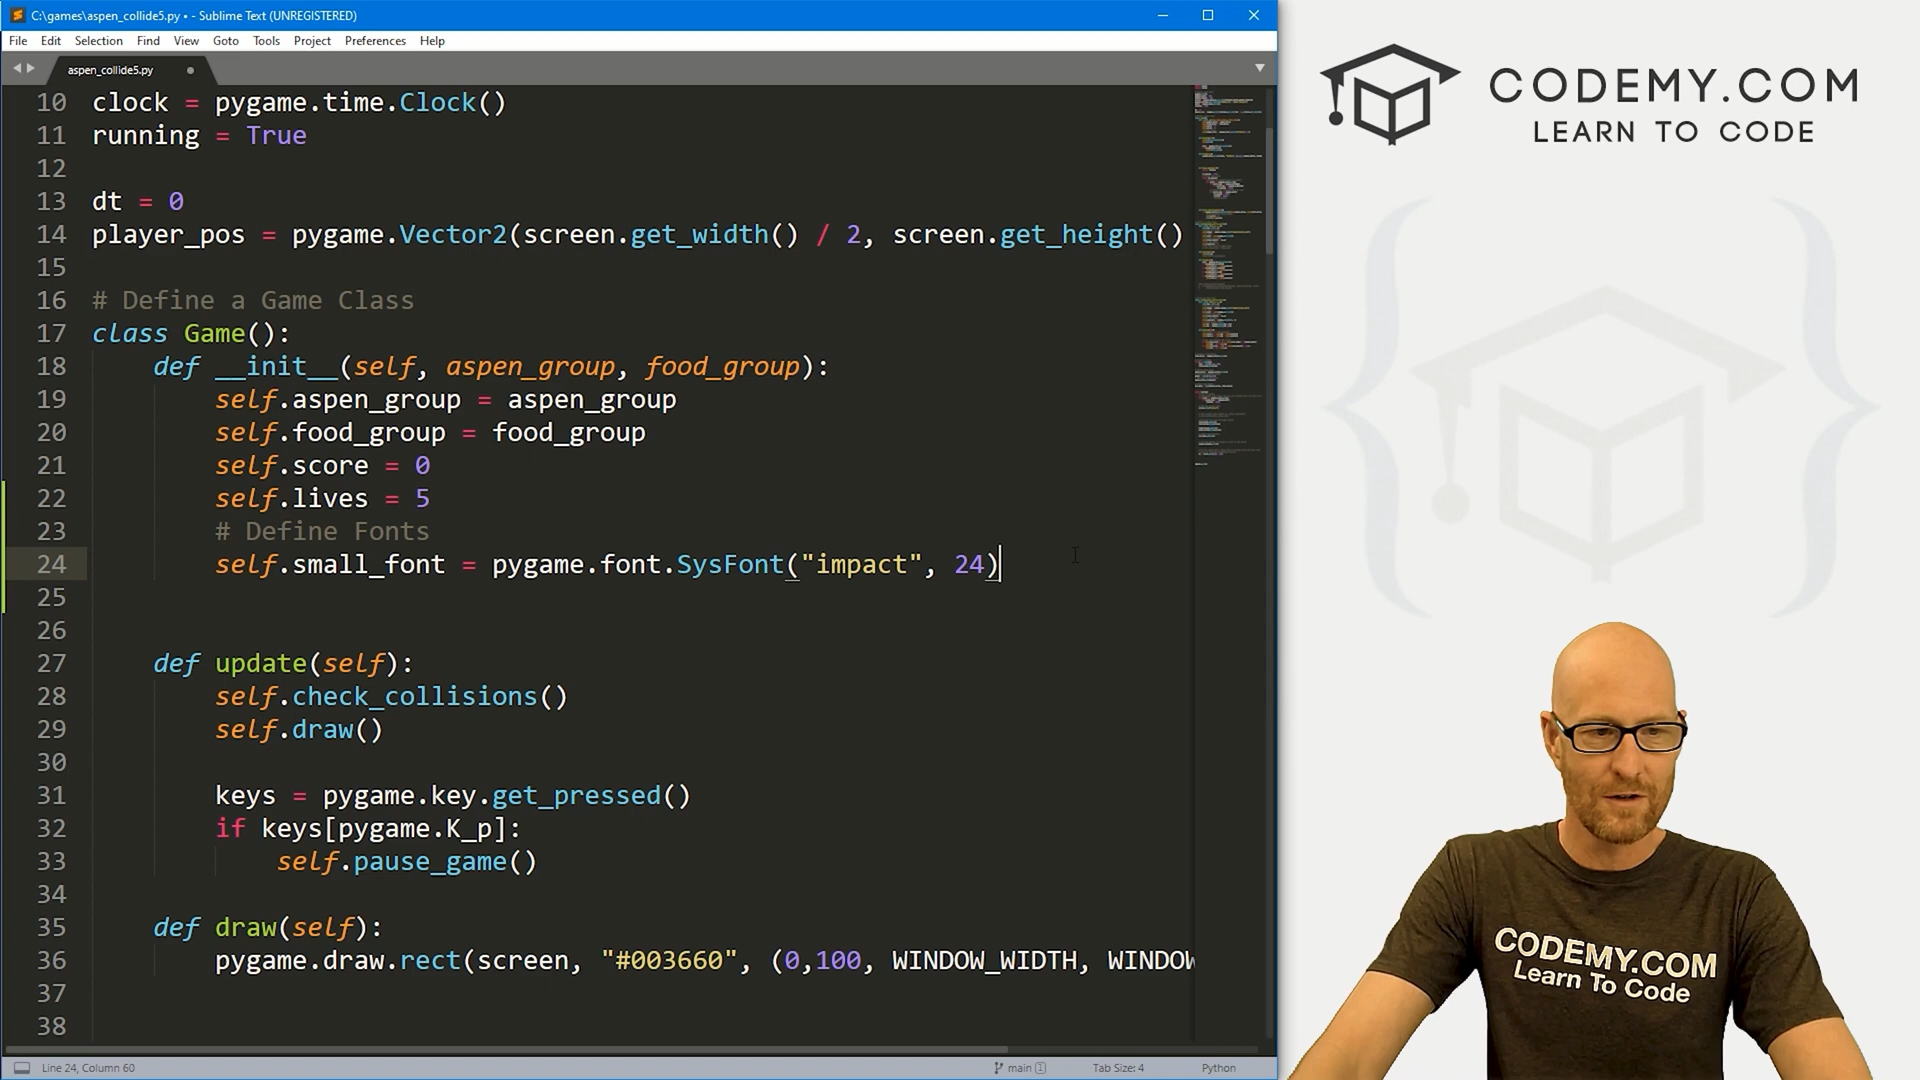 C:\games\aspen_collide5.py • - Sublime Text (UNREGISTERED)
File Edit Selection Find View Goto Tools Project Preferences Help
aspen_collide5.py
10 clock = pygame.time.Clock()
11 running = True
12
13 dt = 0
14 player_pos = pygame.Vector2(screen.get_width() / 2, screen.get_height()
15
16 # Define a Game Class
17 class Game():
18 def __init__(self, aspen_group, food_group):
19 self.aspen_group = aspen_group
20 self.food_group = food_group
21 self.score = 0
22 self.lives = 5
23 # Define Fonts
24 self.small_font = pygame.font.SysFont("impact", 24)
25
26
27 def update(self):
28 self.check_collisions()
29 self.draw()
30
31 keys = pygame.key.get_pressed()
32 if keys[pygame.K_p]:
33 self.pause_game()
34
35 def draw(self):
36 pygame.draw.rect(screen, "#003660", (0,100, WINDOW_WIDTH, WINDOW
37
38
Line 24, Column 60
main 1
Tab Size: 4
Python
CODEMY.COM
LEARN TO CODE
CODEMY.COM
Learn To Code